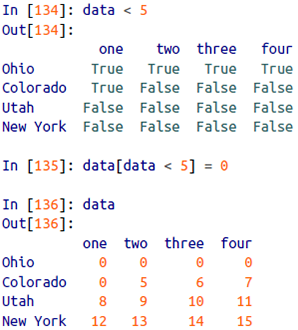 In [134]: data < 5
Out[134]:
            one    two  three   four
Ohio       True   True   True   True
Colorado   True  False  False  False
Utah      False  False  False  False
New York  False  False  False  False

In [135]: data[data < 5] = 0

In [136]: data
Out[136]:
          one  two  three  four
Ohio        0    0      0     0
Colorado    0    5      6     7
Utah        8    9     10    11
New York   12   13     14    15